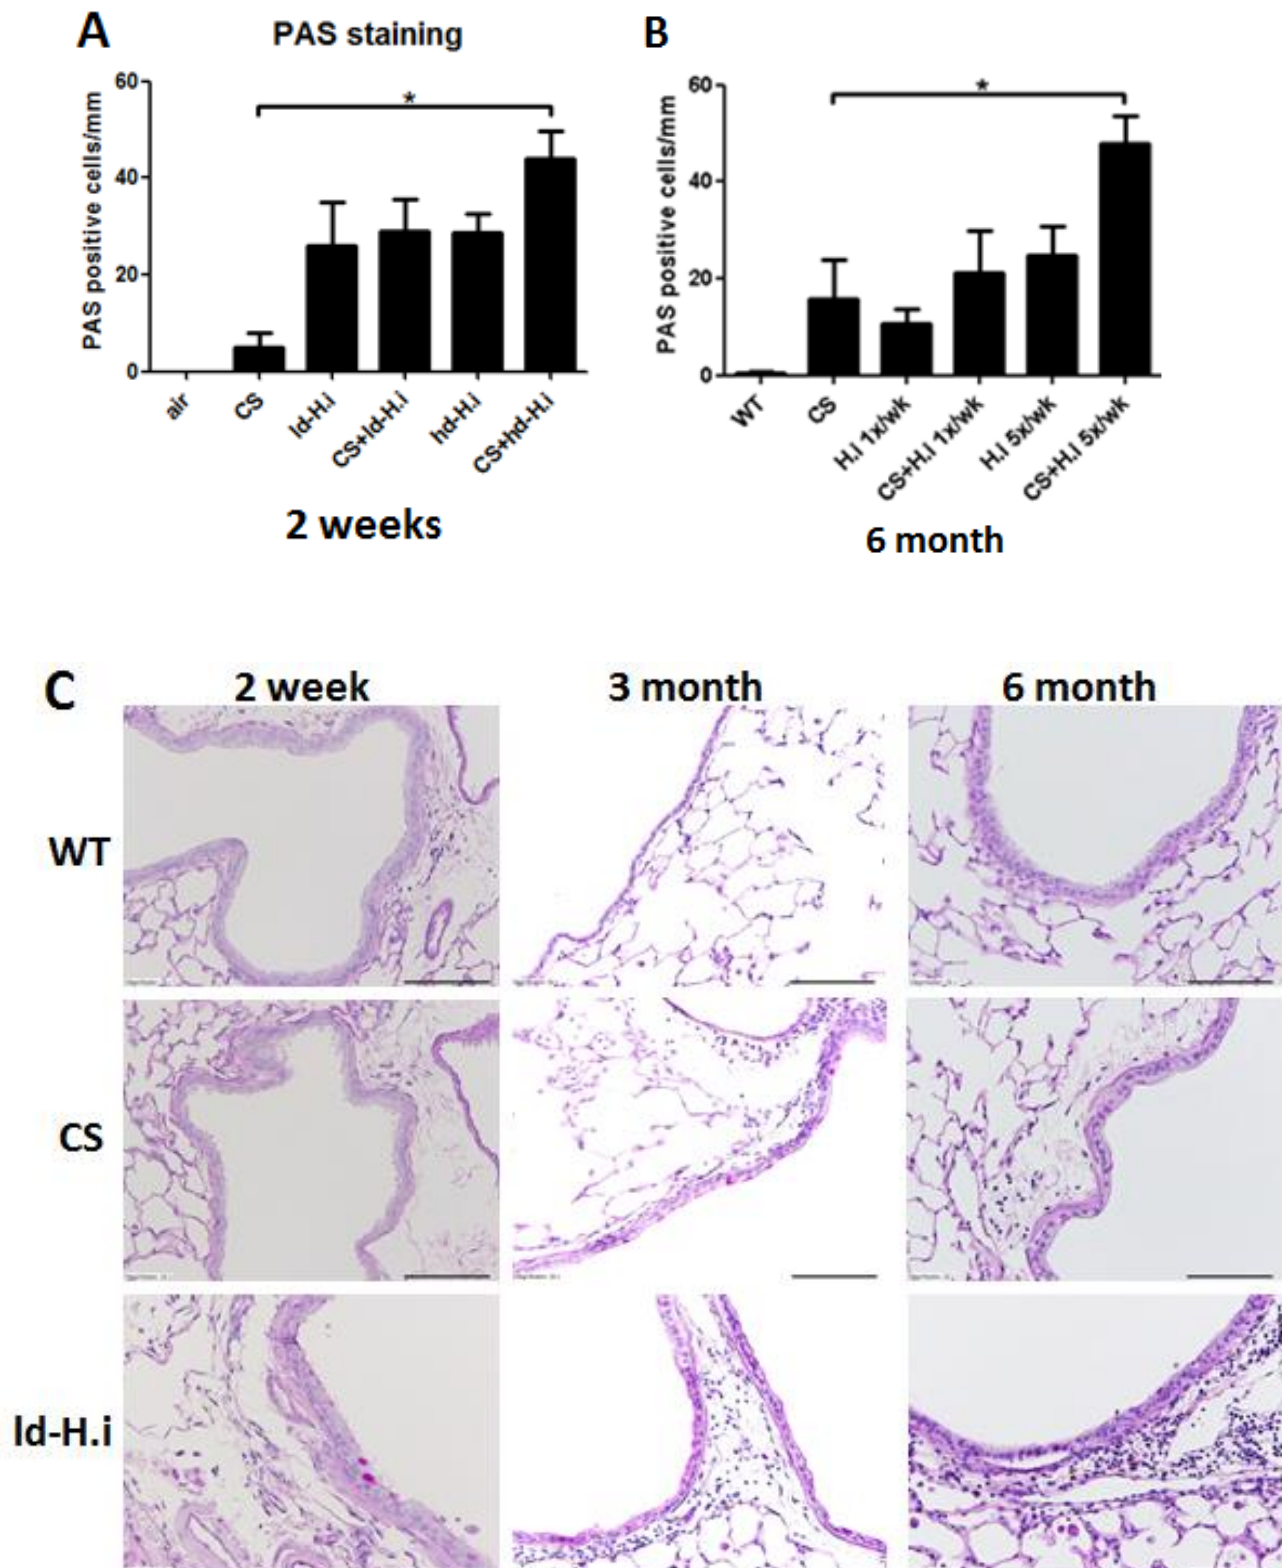 A
PAS staining
B
PAS positive cells/mm
60
40
20
0
*
air
CS
ld-H.i
CS+ld-H.i
hd-H.i
CS+hd-H.i
2 weeks
PAS positive cells/mm
60
40
20
0
*
WT
CS
H.I 1x/wk
CS+H.I 1x/wk
H.I 5x/wk
CS+H.I 5x/wk
6 month
C
2 week
3 month
6 month
WT
CS
ld-H.i